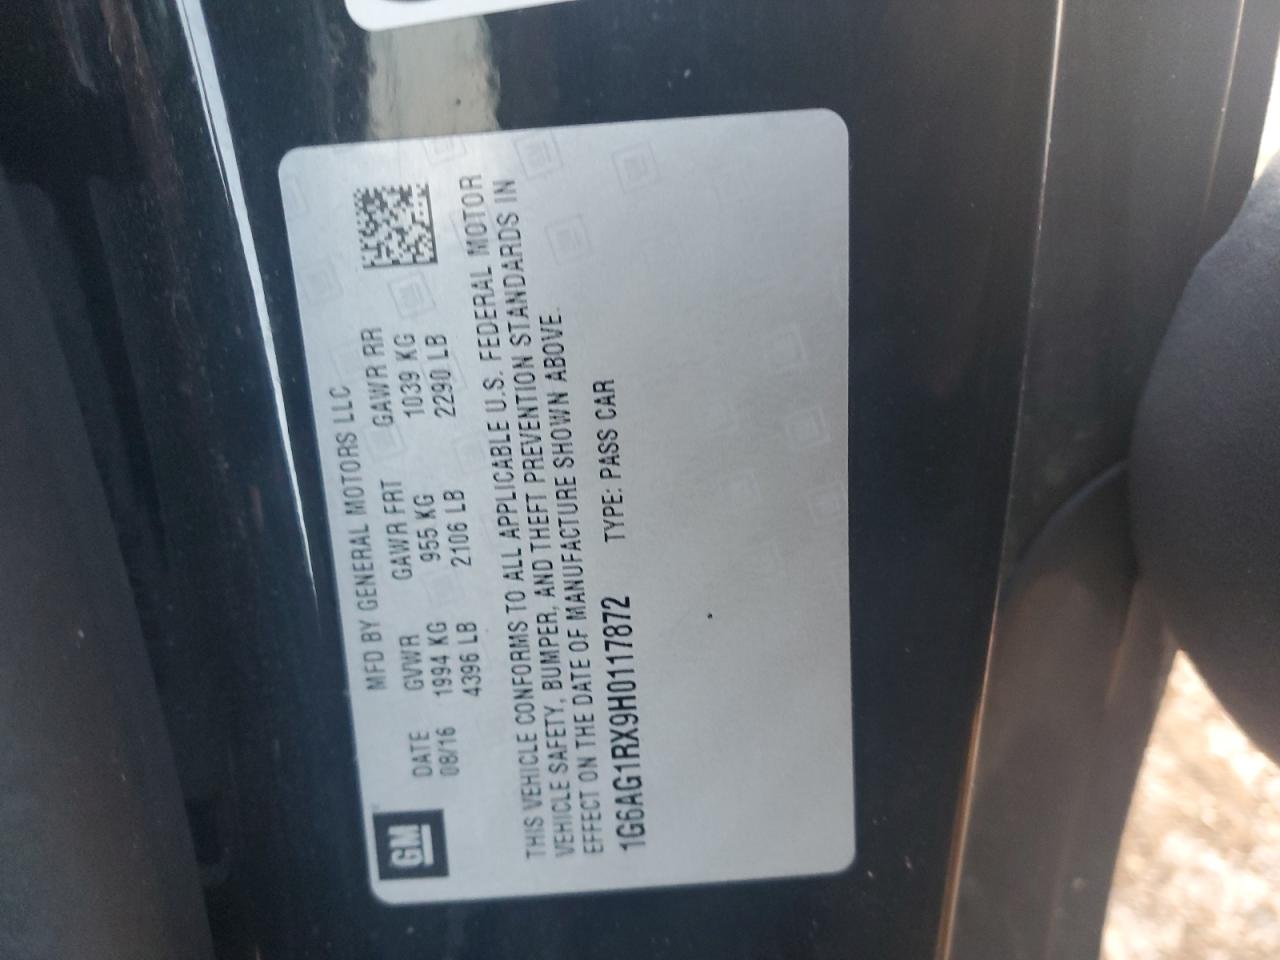 GM
MFD BY GENERAL MOTORS LLC
DATE GVWR GAWR FRT GAWR RR
08/16 1994 KG 955 KG 1039 KG
4396 LB 2106 LB 2290 LB
THIS VEHICLE CONFORMS TO ALL APPLICABLE U.S. FEDERAL MOTOR
VEHICLE SAFETY, BUMPER, AND THEFT PREVENTION STANDARDS IN
EFFECT ON THE DATE OF MANUFACTURE SHOWN ABOVE.
1G6AG1RX9H0117872 TYPE: PASS CAR